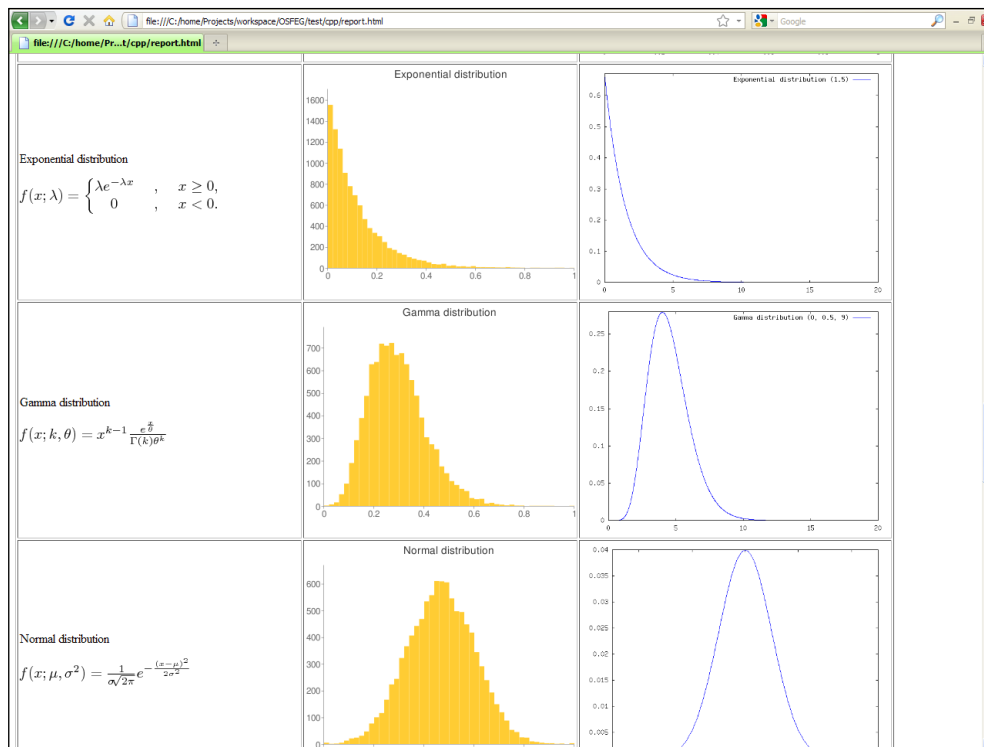 file:///C:/home/Projects/workspace/OSFEG/test/cpp/report.html
Google
file:///C:/home/Pr...t/cpp/report.html
Exponential distribution
f(x; λ) = { λe^{−λx} , x ≥ 0,
0 , x < 0.
Exponential distribution
1600
1400
1200
1000
800
600
400
200
0
0 0.2 0.4 0.6 0.8 1
Exponential distribution (1.5)
0.6
0.5
0.4
0.3
0.2
0.1
0
0 5 10 15 20
Gamma distribution
f(x; k, θ) = x^{k−1} e^{x/θ} / Γ(k)θ^k
Gamma distribution
700
600
500
400
300
200
100
0
0 0.2 0.4 0.6 0.8 1
Gamma distribution (0, 0.5, 9)
0.25
0.2
0.15
0.1
0.05
0
0 5 10 15 20
Normal distribution
f(x; μ, σ²) = 1/(σ√2π) e^{−(x−μ)²/2σ²}
Normal distribution
600
500
400
300
200
100
0
0.04
0.035
0.03
0.025
0.02
0.015
0.01
0.005